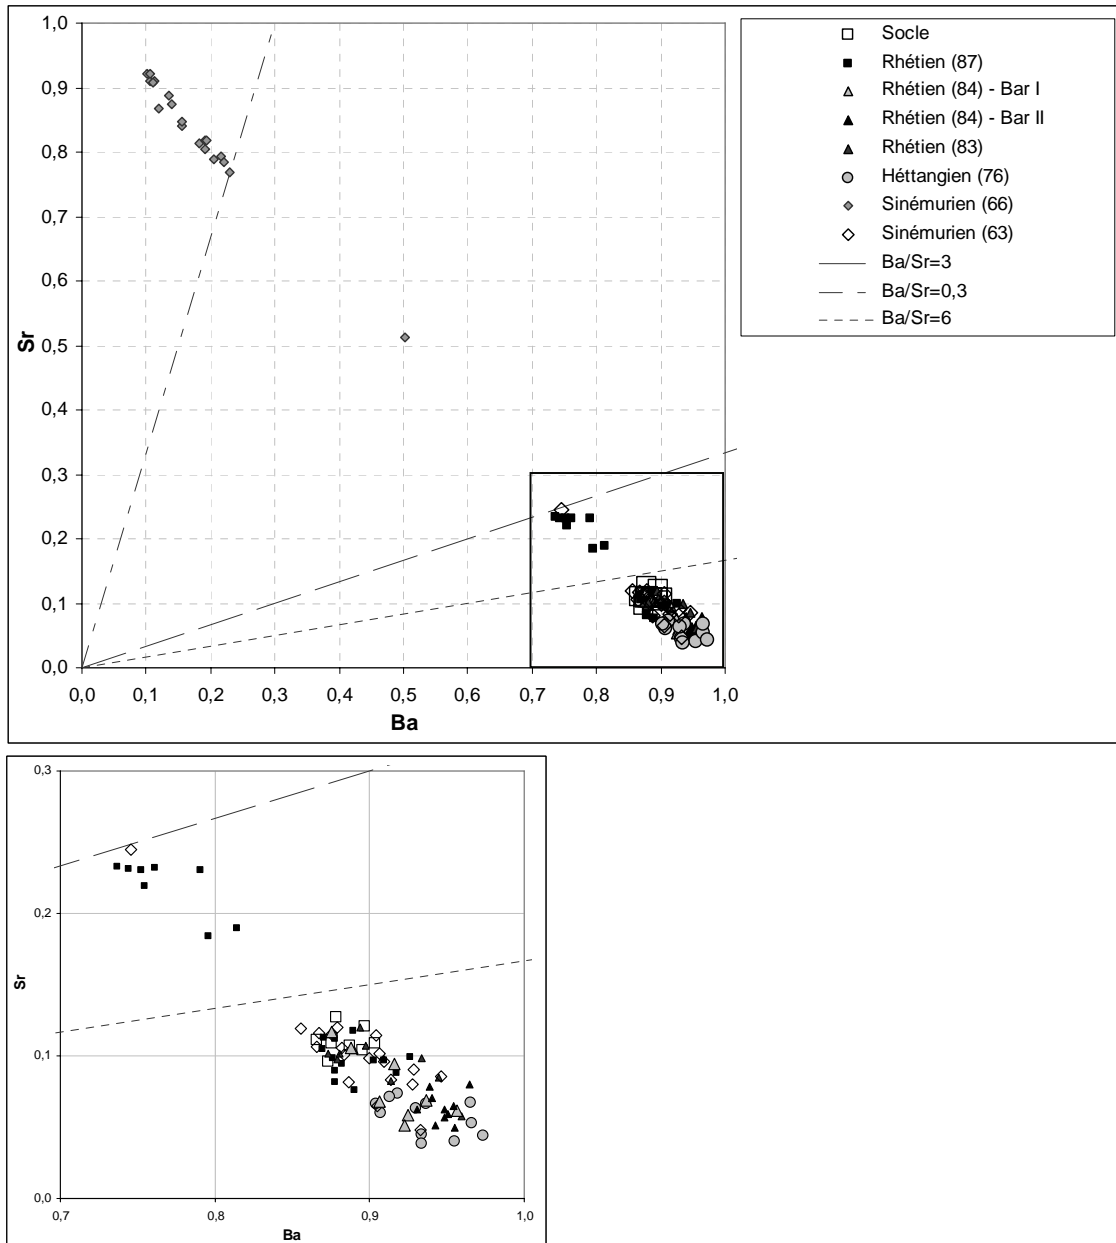 1,0
0,9
0,8
0,7
0,6
0,5
0,4
0,3
0,2
0,1
0,0
Sr
0,0 0,1 0,2 0,3 0,4 0,5 0,6 0,7 0,8 0,9 1,0
Ba
Socle
Rhétien (87)
Rhétien (84) - Bar I
Rhétien (84) - Bar II
Rhétien (83)
Héttangien (76)
Sinémurien (66)
Sinémurien (63)
Ba/Sr=3
Ba/Sr=0,3
Ba/Sr=6
0,3
0,2
0,1
0,0
Sr
0,7 0,8 0,9 1,0
Ba